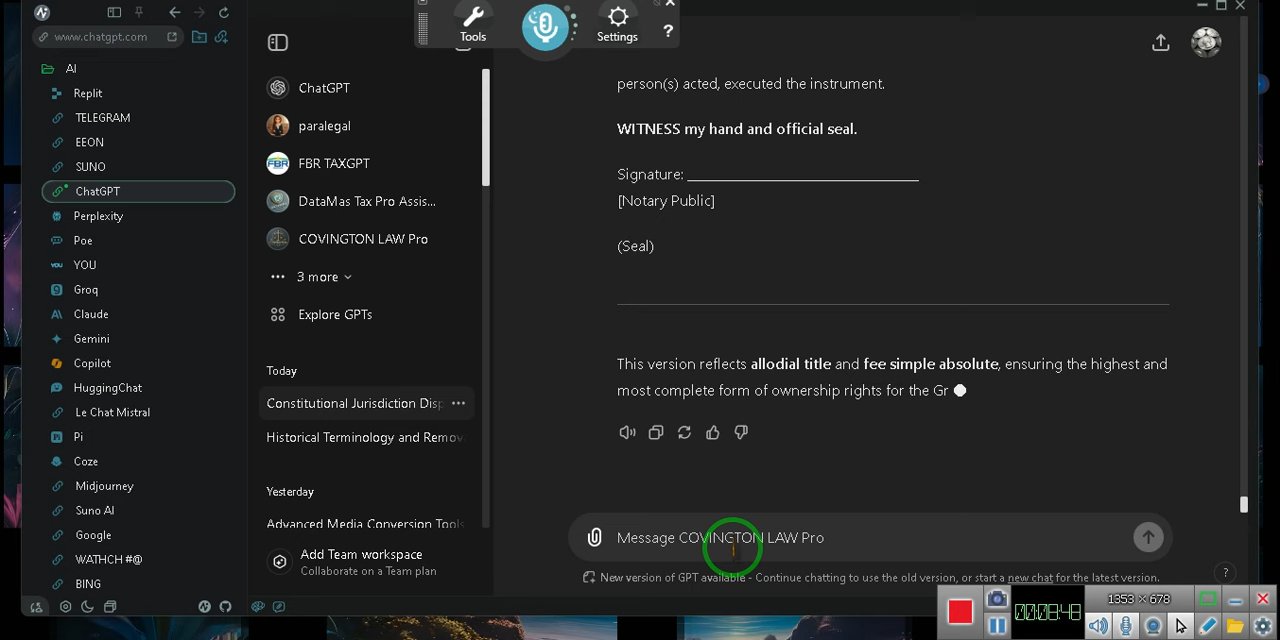 www.chatgpt.com
AI
Replit
TELEGRAM
EEON
SUNO
ChatGPT
Perplexity
Poe
YOU
Groq
Claude
Gemini
Copilot
HuggingChat
Le Chat Mistral
Pi
Coze
Midjourney
Suno AI
Google
WATHCH #@
BING
ChatGPT
paralegal
FBR TAXGPT
DataMas Tax Pro Assis...
COVINGTON LAW Pro
... 3 more
Explore GPTs
Today
Constitutional Jurisdiction Disp ...
Historical Terminology and Remov
Yesterday
Advanced Media Conversion Tools
Add Team workspace
Collaborate on a Team plan
Tools
Settings
?
person(s) acted, executed the instrument.
WITNESS my hand and official seal.
Signature: ______________________________
[Notary Public]
(Seal)
This version reflects allodial title and fee simple absolute, ensuring the highest and
most complete form of ownership rights for the Gr
Message COVINGTON LAW Pro
New version of GPT available - Continue chatting to use the old version, or start a new chat for the latest version.
?
1353 × 678
00:08:48